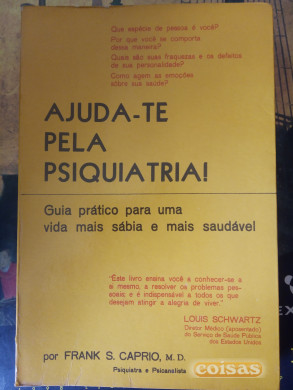 Que espécie de pessoa é você?
Por que você se comporta
dessa maneira?
Quais são suas fraquezas e os defeitos
de sua personalidade?
Como agem as emoções
sôbre sua saúde?
AJUDA-TE
PELA
PSIQUIATRIA!
Guia prático para uma
vida mais sábia e mais saudável
"Êste livro ensina você a conhecer-se a
si mesmo, a resolver os problemas pes-
soais e é indispensável a todos os que
desejam atingir a alegria de viver."
LOUIS SCHWARTZ
Diretor Médico (aposentado)
do Serviço de Saúde Pública
dos Estados Unidos
por FRANK S. CAPRIO, M. D.
Psiquiatra e Psicanalista
coisas